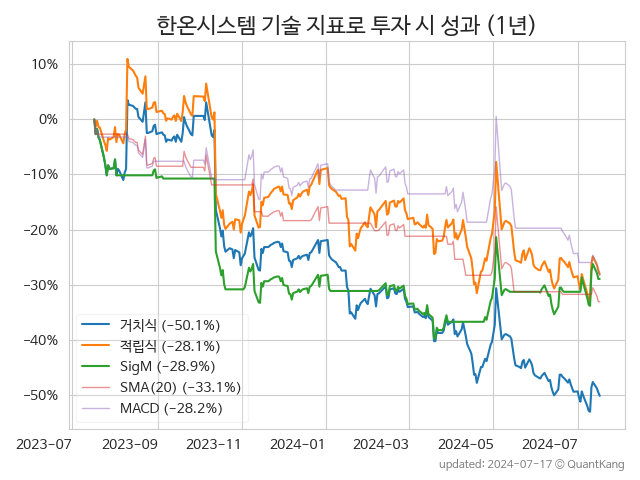 한온시스템 기술 지표로 투자 시 성과 (1년)
10%
0%
−10%
−20%
−30%
−40%
−50%
거치식 (−50.1%)
적립식 (−28.1%)
SigM (−28.9%)
SMA(20) (−33.1%)
MACD (−28.2%)
2023-07 2023-09 2023-11 2024-01 2024-03 2024-05 2024-07
updated: 2024-07-17 © QuantKang